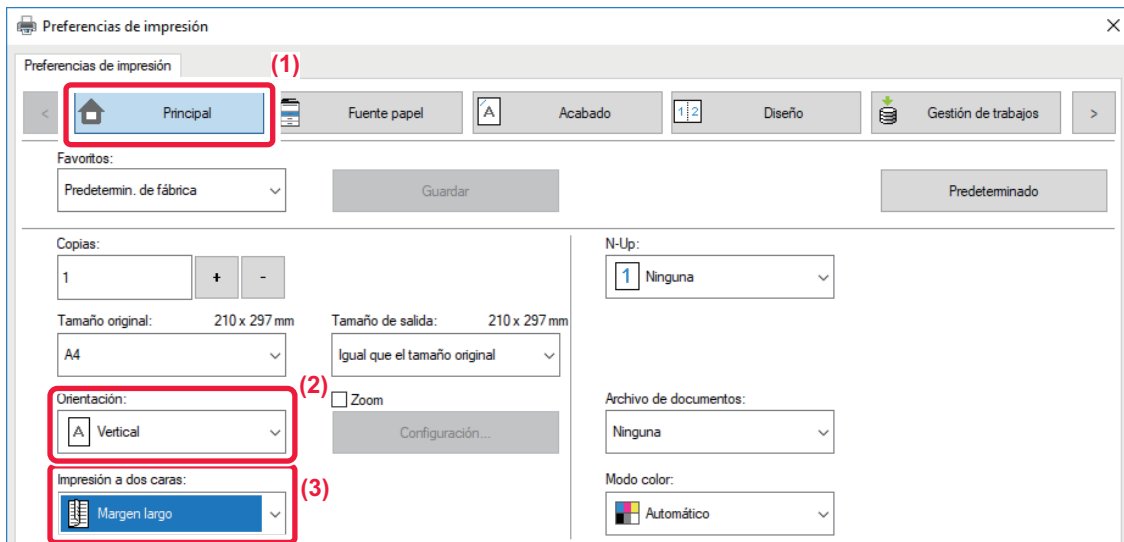 Preferencias de impresión
Preferencias de impresión
(1)
< Principal Fuente papel A Acabado 1 2 Diseño Gestión de trabajos >
Favoritos:
Predetermin. de fábrica Guardar Predeterminado
Copias: N-Up:
1 + - 1 Ninguna
Tamaño original: 210 x 297 mm Tamaño de salida: 210 x 297 mm
A4 Igual que el tamaño original
(2)
Orientación: Zoom Archivo de documentos:
A Vertical Configuración... Ninguna
Impresión a dos caras: (3) Modo color:
Margen largo Automático